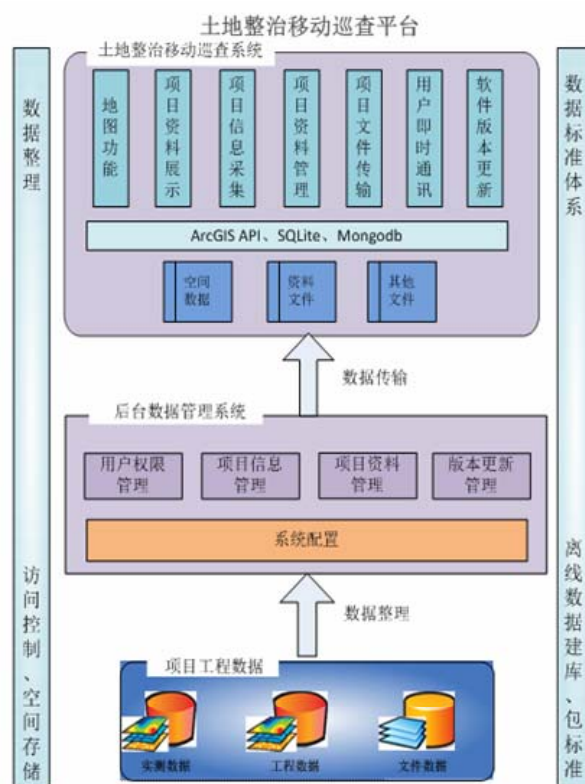 土地整治移动巡查平台
土地整治移动巡查系统
数据整理
访问控制、空间存储
地图功能
项目资料展示
项目信息采集
项目资料管理
项目文件传输
用户即时通讯
软件版本更新
ArcGIS API、SQLite、Mongodb
空间
数据
资料
文件
其他
文件
数据传输
后台数据管理系统
用户权限
管理
项目信息
管理
项目资料
管理
版本更新
管理
系统配置
数据整理
项目工程数据
实测数据
工程数据
文件数据
数据标准体系
离线数据建库、包标准